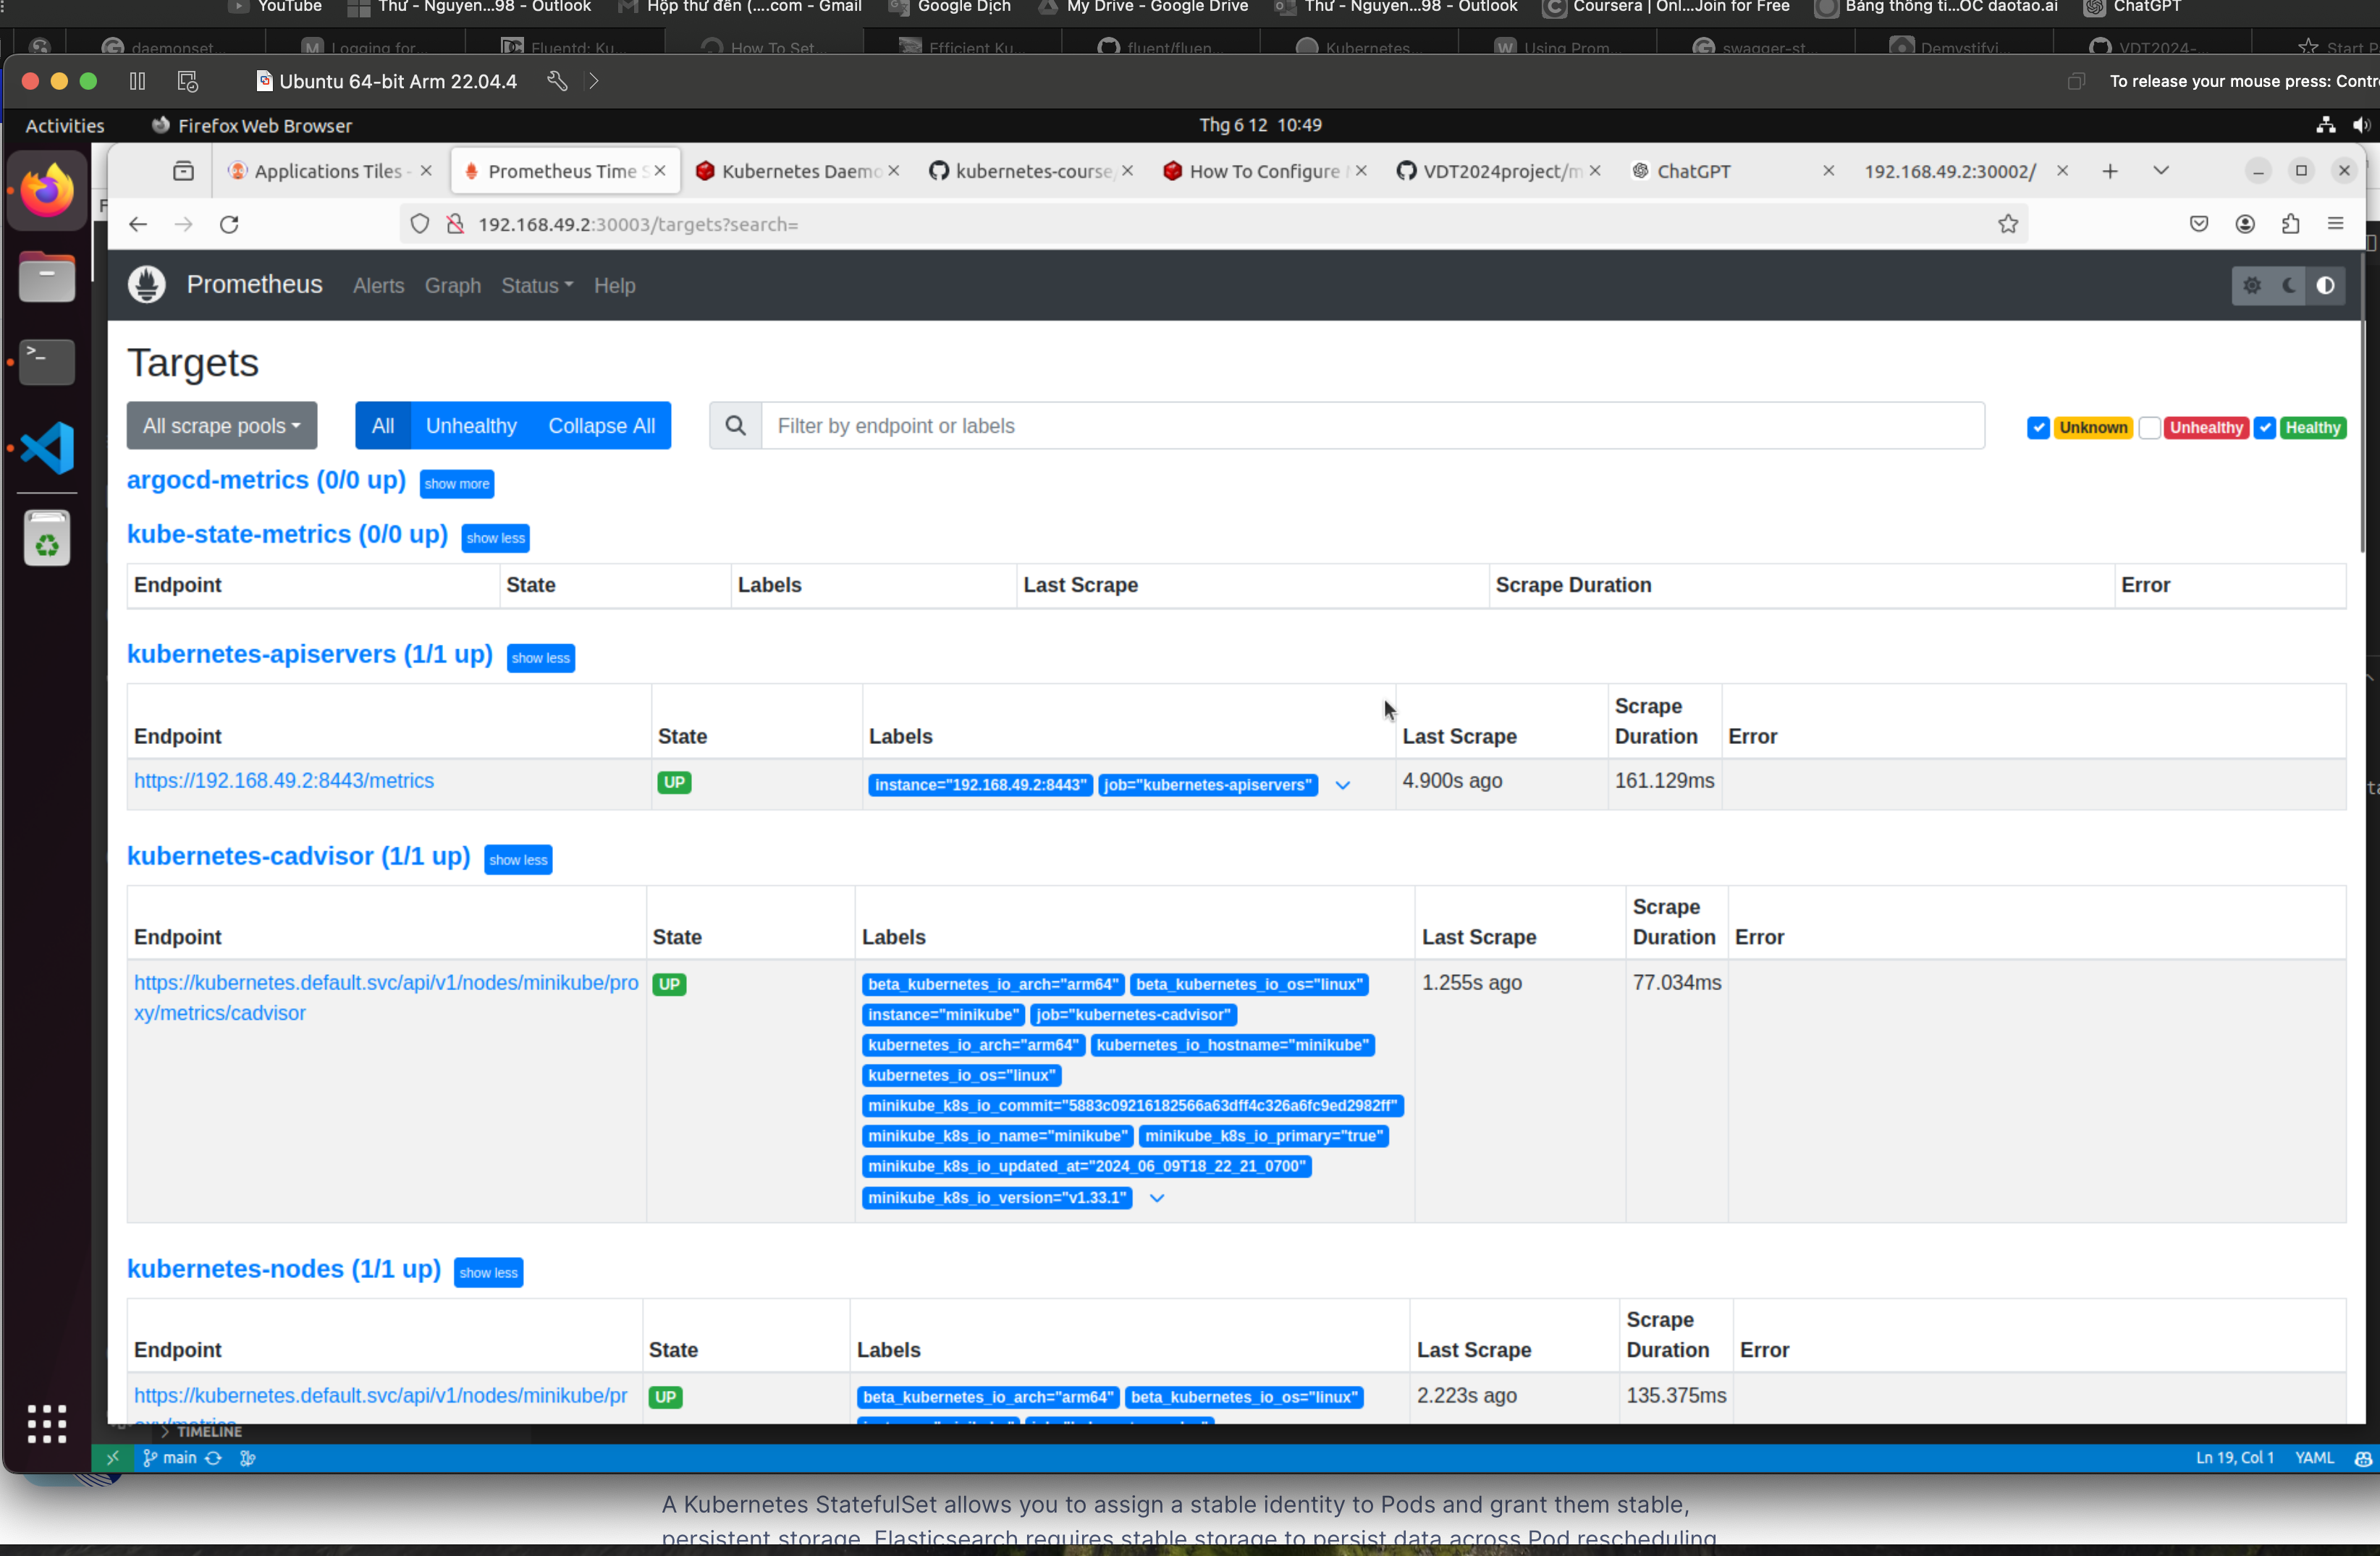 YouTube Thư - Nguyen...98 - Outlook Hộp thư đến (....com - Gmail Google Dịch My Drive - Google Drive Thư - Nguyen...98 - Outlook Coursera | Onl...Join for Free Bảng thông ti...OC daotao.ai ChatGPT
daemonset... Logging for... Fluentd: Ku... How To Set... Efficient Ku... fluent/fluen... Kubernetes... Using Prom... swagger-st... Demystifyi... VDT2024-... Start P
Ubuntu 64-bit Arm 22.04.4 To release your mouse press: Contr
Activities Firefox Web Browser Thg 6 12 10:49
Applications Tiles - Prometheus Time S Kubernetes Daemo kubernetes-course/ How To Configure VDT2024project/m ChatGPT 192.168.49.2:30002/
192.168.49.2:30003/targets?search=
Prometheus Alerts Graph Status Help
Targets
All scrape pools All Unhealthy Collapse All Filter by endpoint or labels Unknown Unhealthy Healthy
argocd-metrics (0/0 up) show more
kube-state-metrics (0/0 up) show less
Endpoint State Labels Last Scrape Scrape Duration Error
kubernetes-apiservers (1/1 up) show less
Endpoint State Labels Last Scrape Scrape Duration Error
https://192.168.49.2:8443/metrics UP instance="192.168.49.2:8443" job="kubernetes-apiservers" 4.900s ago 161.129ms
kubernetes-cadvisor (1/1 up) show less
Endpoint State Labels Last Scrape Scrape Duration Error
https://kubernetes.default.svc/api/v1/nodes/minikube/pro UP beta_kubernetes_io_arch="arm64" beta_kubernetes_io_os="linux" 1.255s ago 77.034ms
xy/metrics/cadvisor instance="minikube" job="kubernetes-cadvisor"
kubernetes_io_arch="arm64" kubernetes_io_hostname="minikube"
kubernetes_io_os="linux"
minikube_k8s_io_commit="5883c09216182566a63dff4c326a6fc9ed2982ff"
minikube_k8s_io_name="minikube" minikube_k8s_io_primary="true"
minikube_k8s_io_updated_at="2024_06_09T18_22_21_0700"
minikube_k8s_io_version="v1.33.1"
kubernetes-nodes (1/1 up) show less
Endpoint State Labels Last Scrape Scrape Duration Error
https://kubernetes.default.svc/api/v1/nodes/minikube/pr UP beta_kubernetes_io_arch="arm64" beta_kubernetes_io_os="linux" 2.223s ago 135.375ms
TIMELINE
main Ln 19, Col 1 YAML
A Kubernetes StatefulSet allows you to assign a stable identity to Pods and grant them stable,
persistent storage. Elasticsearch requires stable storage to persist data across Pod rescheduling